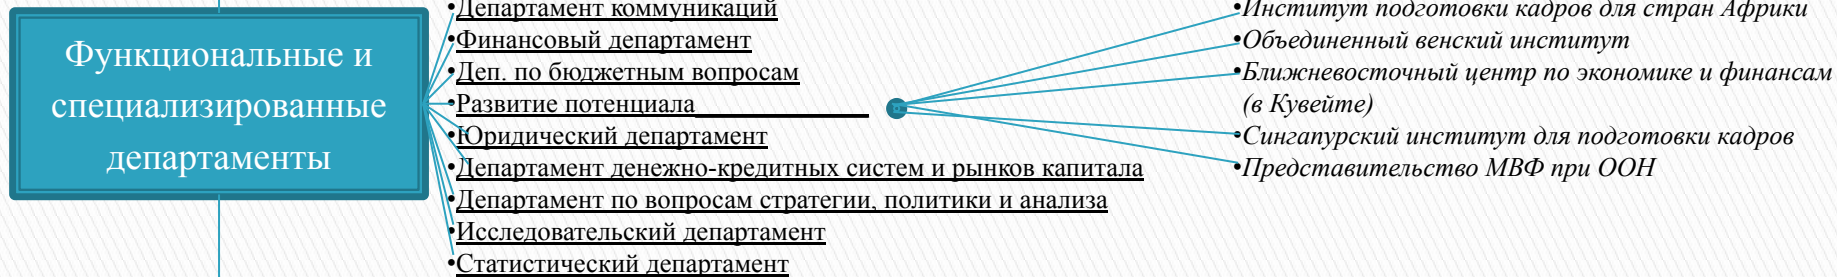 Функциональные и
специализированные
департаменты
•Департамент коммуникаций
•Финансовый департамент
•Деп. по бюджетным вопросам
•Развитие потенциала
•Юридический департамент
•Департамент денежно-кредитных систем и рынков капитала
•Департамент по вопросам стратегии, политики и анализа
•Исследовательский департамент
•Статистический департамент
•Институт подготовки кадров для стран Африки
•Объединенный венский институт
•Ближневосточный центр по экономике и финансам
(в Кувейте)
•Сингапурский институт для подготовки кадров
•Представительство МВФ при ООН